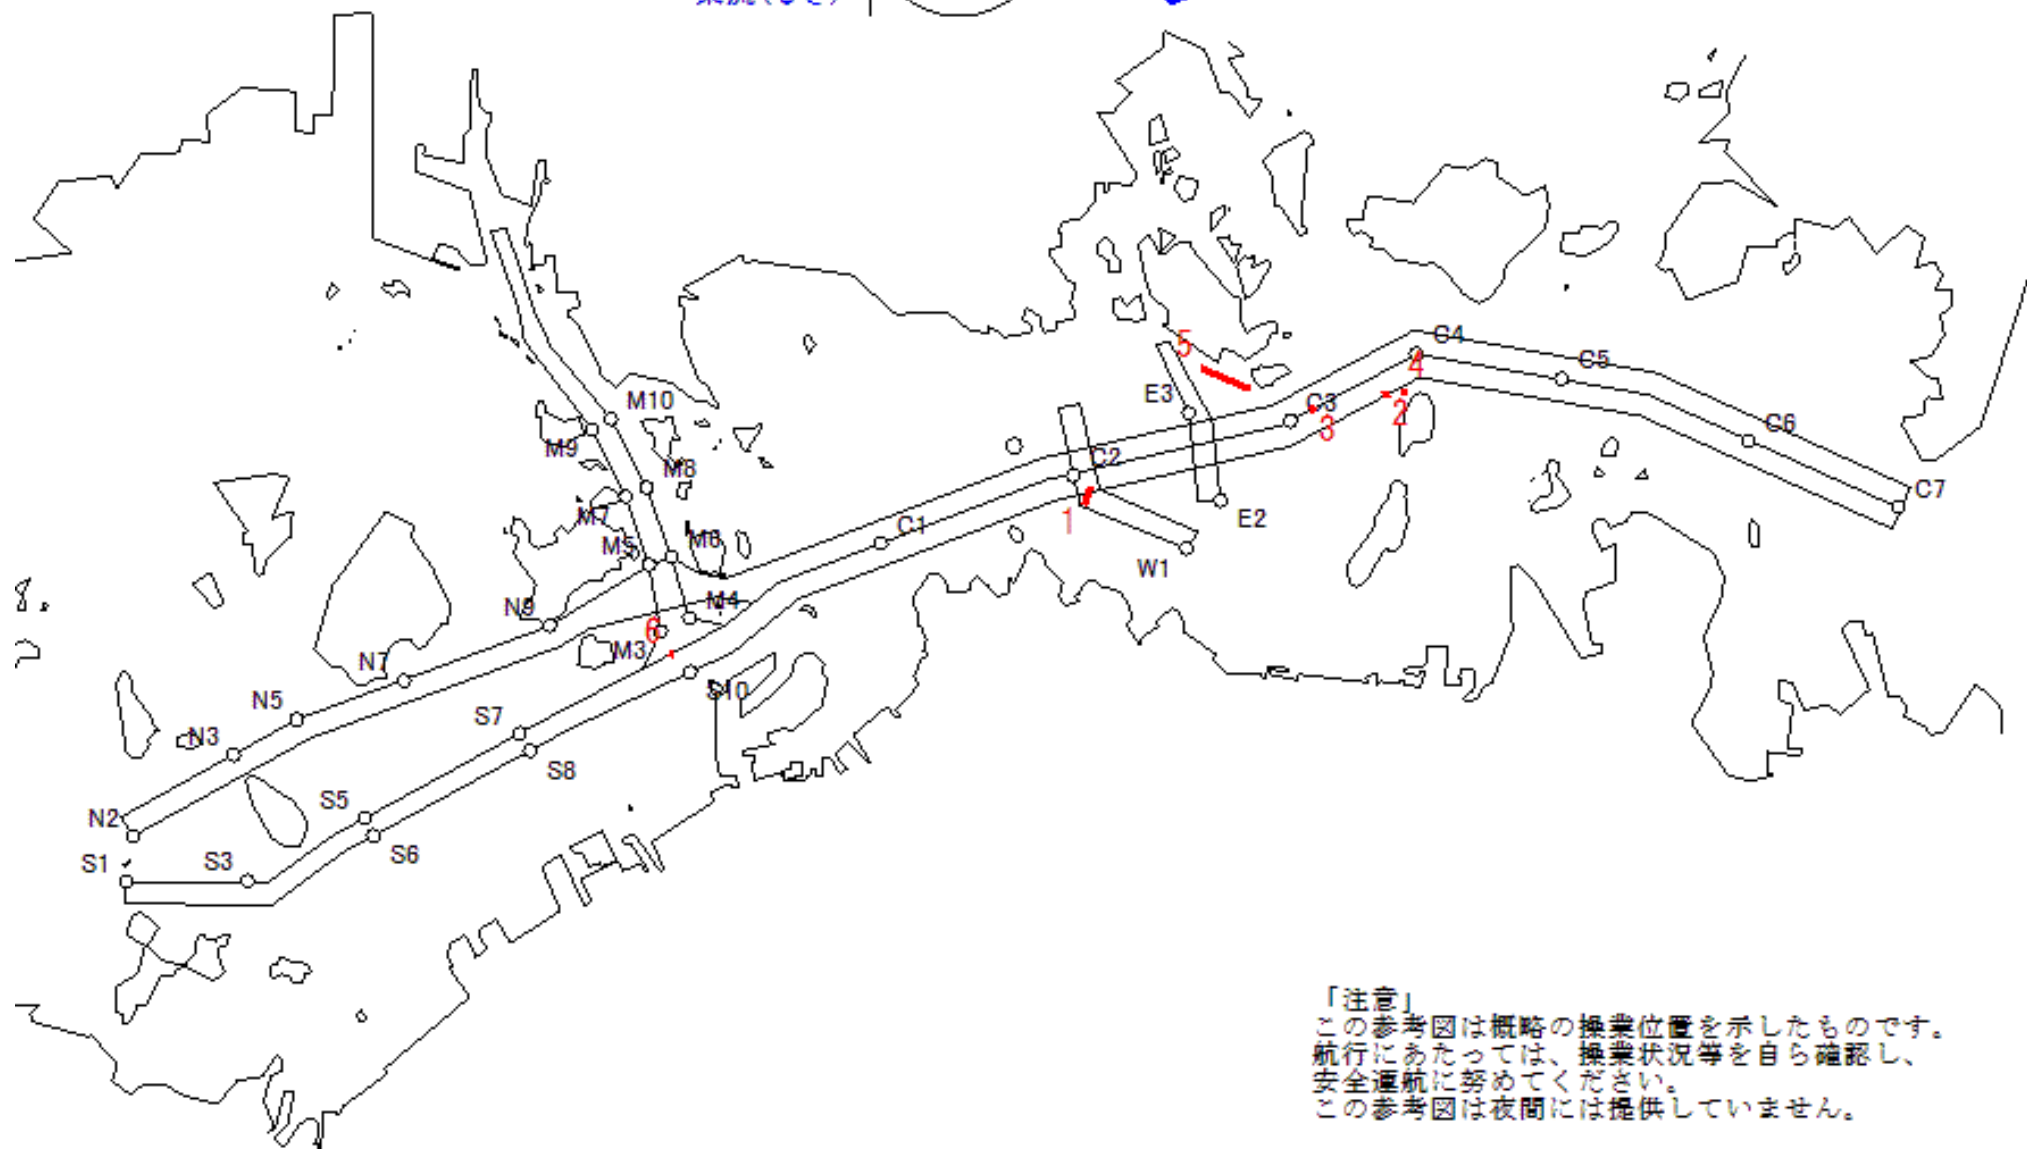 C4
5
C5
4
E3
M10
C3
2
C6
3
M9
C2
M8
C7
M7
1
E2
C1
M5
M6
W1
N9
M4
6
M3
N7
S10
N5
S7
N3
S8
S5
N2
S6
S1
S3
「注意」
この参考図は概略の操業位置を示したものです。
航行にあたっては、操業状況等を自ら確認し、
安全運航に努めてください。
この参考図は夜間には提供していません。